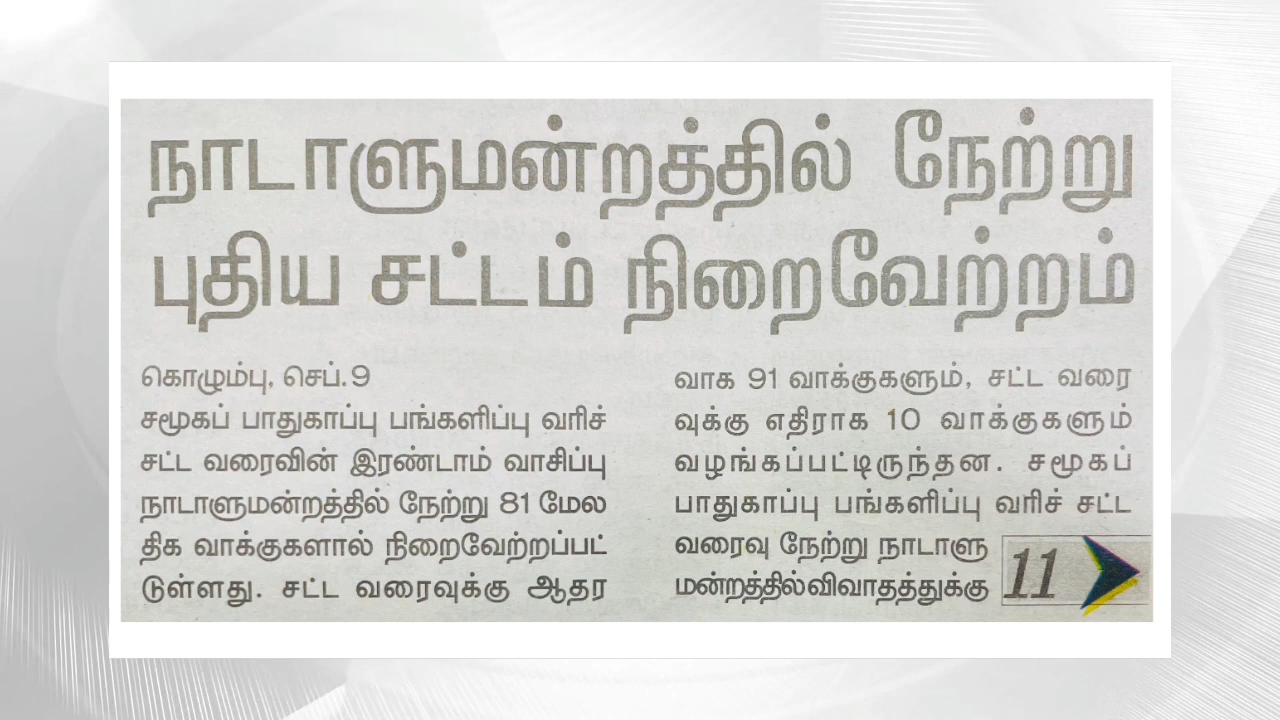 நாடாளுமன்றத்தில் நேற்று
புதிய சட்டம் நிறைவேற்றம்
கொழும்பு, செப்.9
சமூகப் பாதுகாப்பு பங்களிப்பு வரிச்
சட்ட வரைவின் இரண்டாம் வாசிப்பு
நாடாளுமன்றத்தில் நேற்று 81 மேல
திக வாக்குகளால் நிறைவேற்றப்பட்
டுள்ளது. சட்ட வரைவுக்கு ஆதர
வாக 91 வாக்குகளும், சட்ட வரை
வுக்கு எதிராக 10 வாக்குகளும்
வழங்கப்பட்டிருந்தன. சமூகப்
பாதுகாப்பு பங்களிப்பு வரிச் சட்ட
வரைவு நேற்று நாடாளு
மன்றத்தில் விவாதத்துக்கு
11